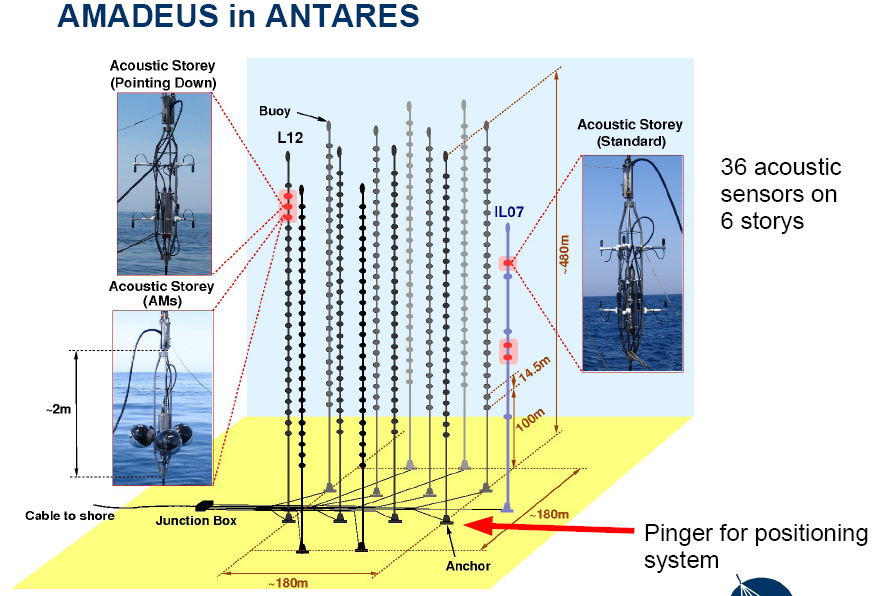 AMADEUS in ANTARES
Acoustic Storey
(Pointing Down)
Buoy
L12
Acoustic Storey
(Standard)
36 acoustic
sensors on
6 storys
IL07
~480m
Acoustic Storey
(AMs)
14.5m
100m
~2m
Cable to shore
Junction Box
~180m
Pinger for positioning
system
Anchor
~180m